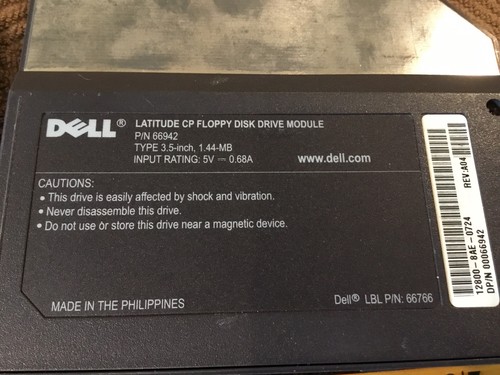 DELL® LATITUDE CP FLOPPY DISK DRIVE MODULE
P/N 66942
TYPE 3.5-inch, 1.44-MB
INPUT RATING: 5V ⎓ 0.68A www.dell.com
CAUTIONS:
• This drive is easily affected by shock and vibration.
• Never disassemble this drive.
• Do not use or store this drive near a magnetic device.
MADE IN THE PHILIPPINES Dell® LBL P/N: 66766
REV:A04
12800-8AE-0724
DP/N 00066942